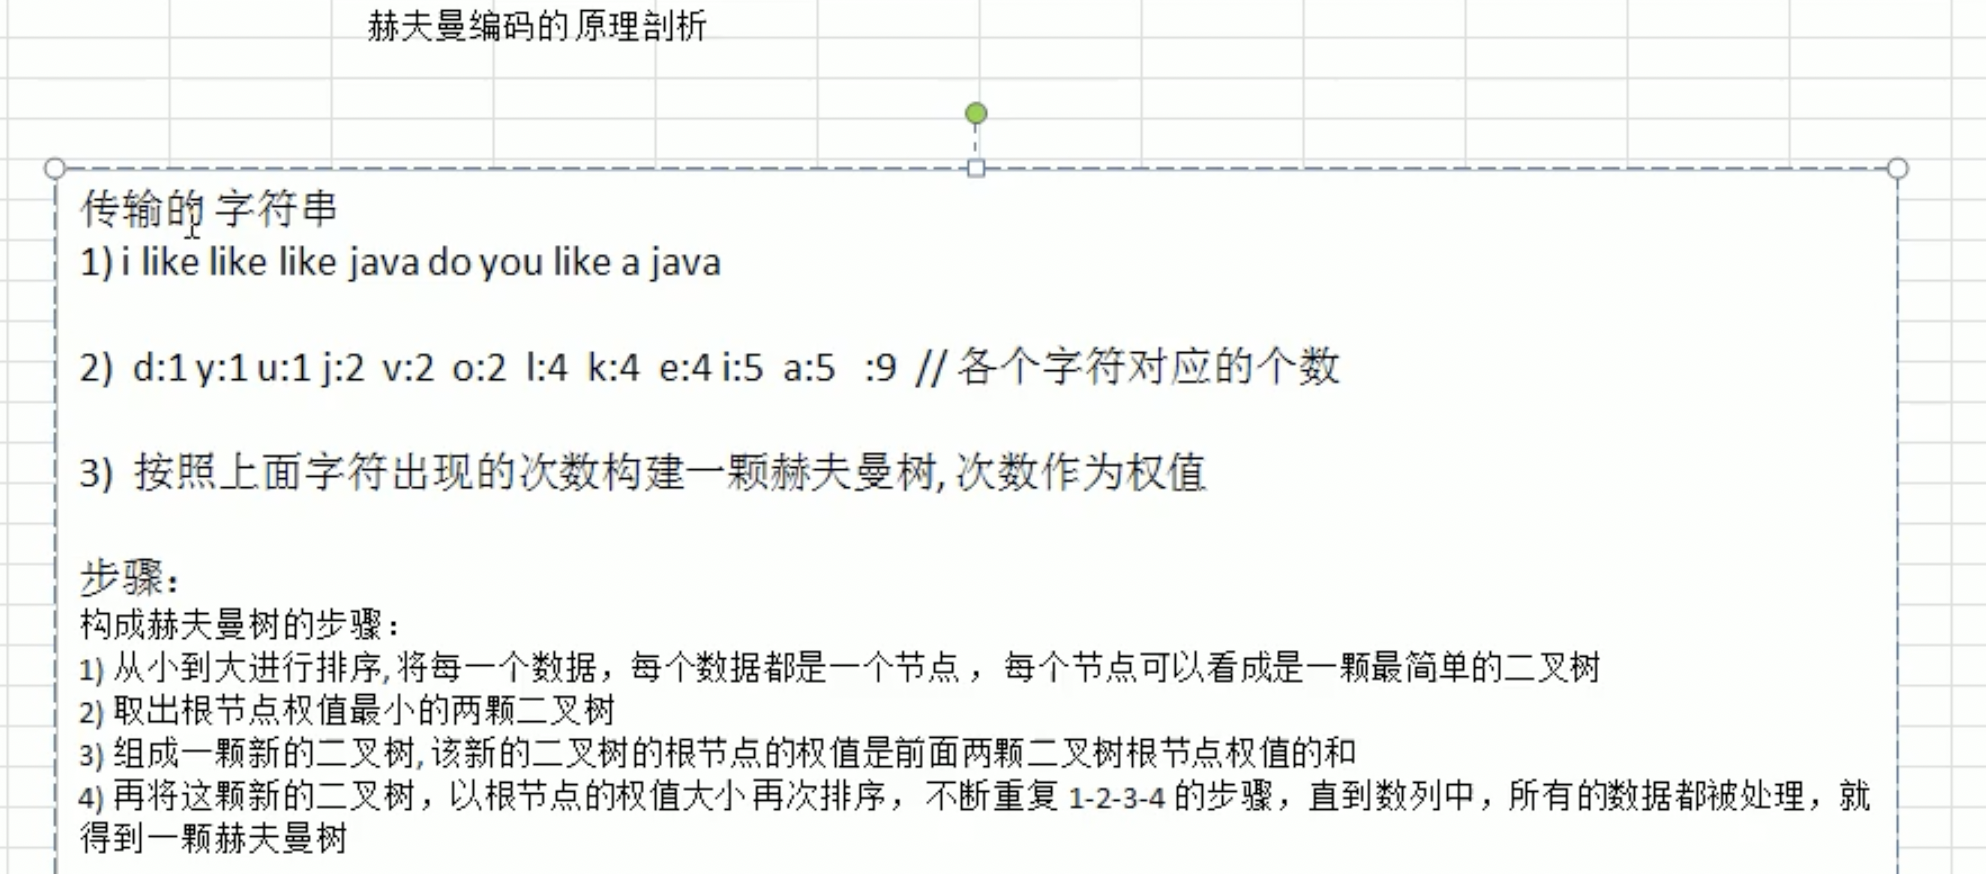 赫夫曼编码的原理剖析
传输的 字符串
1) i like like like java do you like a java
2) d:1 y:1 u:1 j:2 v:2 o:2 l:4 k:4 e:4 i:5 a:5 :9 // 各个字符对应的个数
3) 按照上面字符出现的次数构建一颗赫夫曼树, 次数作为权值
步骤：
构成赫夫曼树的步骤：
1) 从小到大进行排序, 将每一个数据，每个数据都是一个节点 ， 每个节点可以看成是一颗最简单的二叉树
2) 取出根节点权值最小的两颗二叉树
3) 组成一颗新的二叉树, 该新的二叉树的根节点的权值是前面两颗二叉树根节点权值的和
4) 再将这颗新的二叉树，以根节点的权值大小 再次排序， 不断重复 1-2-3-4 的步骤，直到数列中，所有的数据都被处理，就
得到一颗赫夫曼树